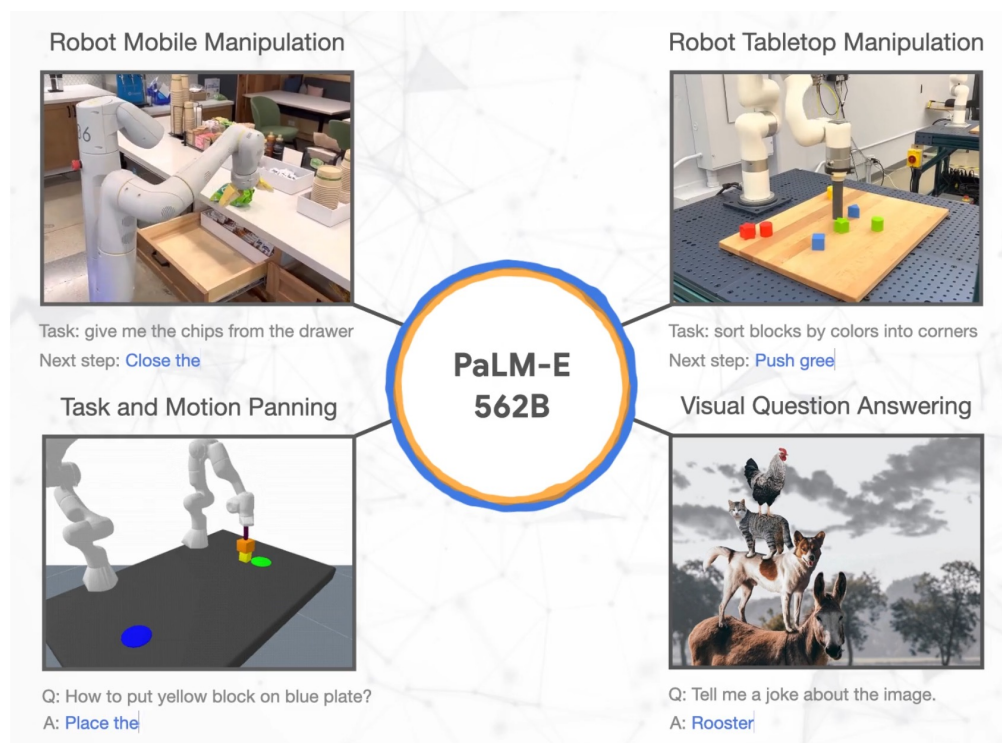 Robot Mobile Manipulation
Robot Tabletop Manipulation
36
Task: give me the chips from the drawer
Next step: Close the
Task: sort blocks by colors into corners
Next step: Push gree
PaLM-E
562B
Task and Motion Panning
Visual Question Answering
Q: How to put yellow block on blue plate?
A: Place the
Q: Tell me a joke about the image.
A: Rooster